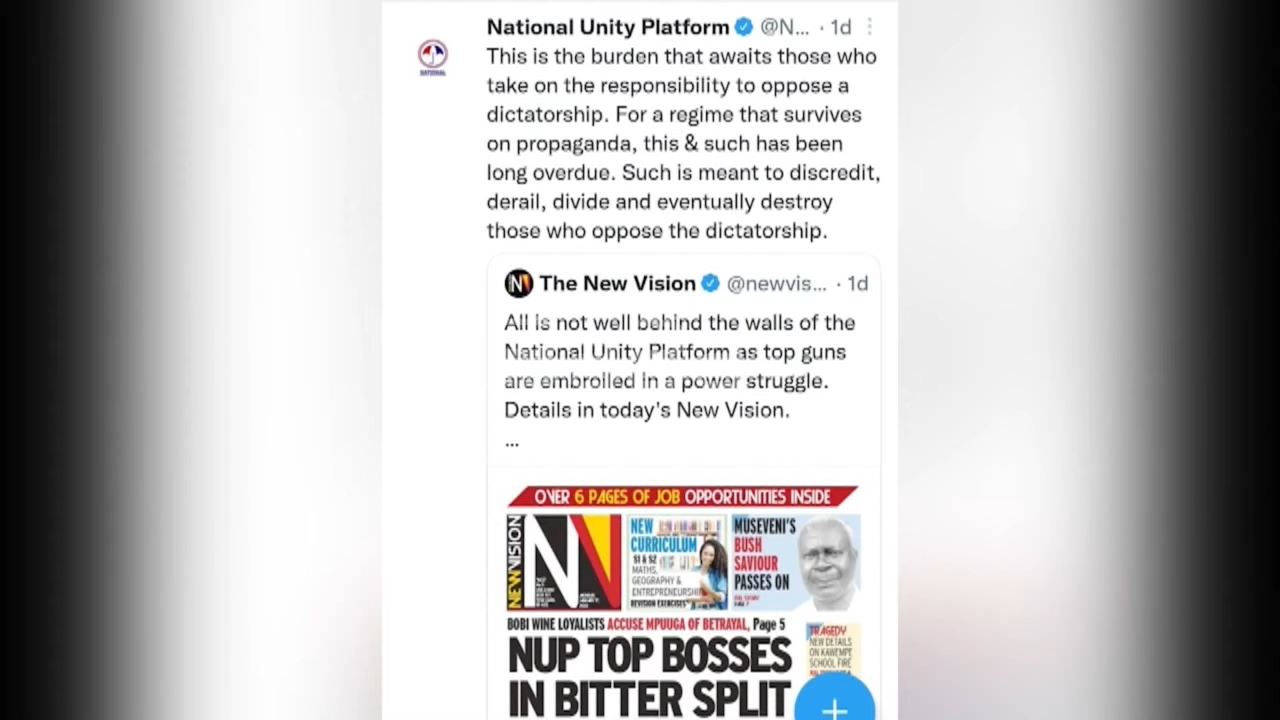 National Unity Platform @N... · 1d
This is the burden that awaits those who
take on the responsibility to oppose a
dictatorship. For a regime that survives
on propaganda, this & such has been
long overdue. Such is meant to discredit,
derail, divide and eventually destroy
those who oppose the dictatorship.
NATIONAL
The New Vision @newvis... · 1d
All is not well behind the walls of the
National Unity Platform as top guns
are embroiled in a power struggle.
Details in today's New Vision.
...
OVER 6 PAGES OF JOB OPPORTUNITIES INSIDE
NEW VISION
N
NEW
CURRICULUM
S1 & S2
MATHS,
GEOGRAPHY &
ENTREPRENEURSHIP
REVISION EXERCISES
MUSEVENI'S
BUSH
SAVIOUR
PASSES ON
BOBI WINE LOYALISTS ACCUSE MPUUGA OF BETRAYAL, Page 5
NUP TOP BOSSES
IN BITTER SPLIT
TRAGEDY
NEW DETAILS
ON KAWEMPE
SCHOOL FIRE